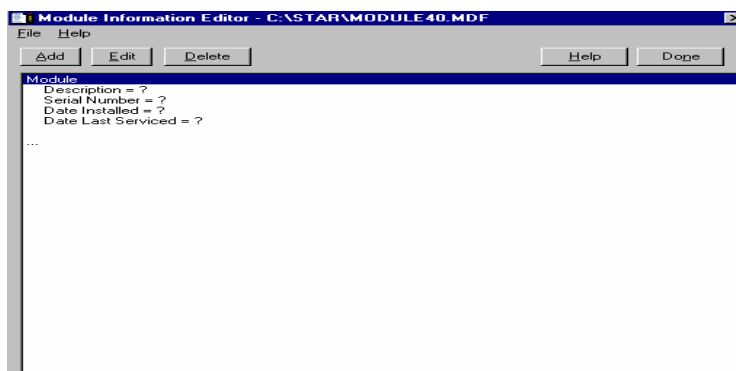 Module Information Editor - C:\STAR\MODULE40.MDF
File Help
Add Edit Delete Help Done
Module
Description = ?
Serial Number = ?
Date Installed = ?
Date Last Serviced = ?
...